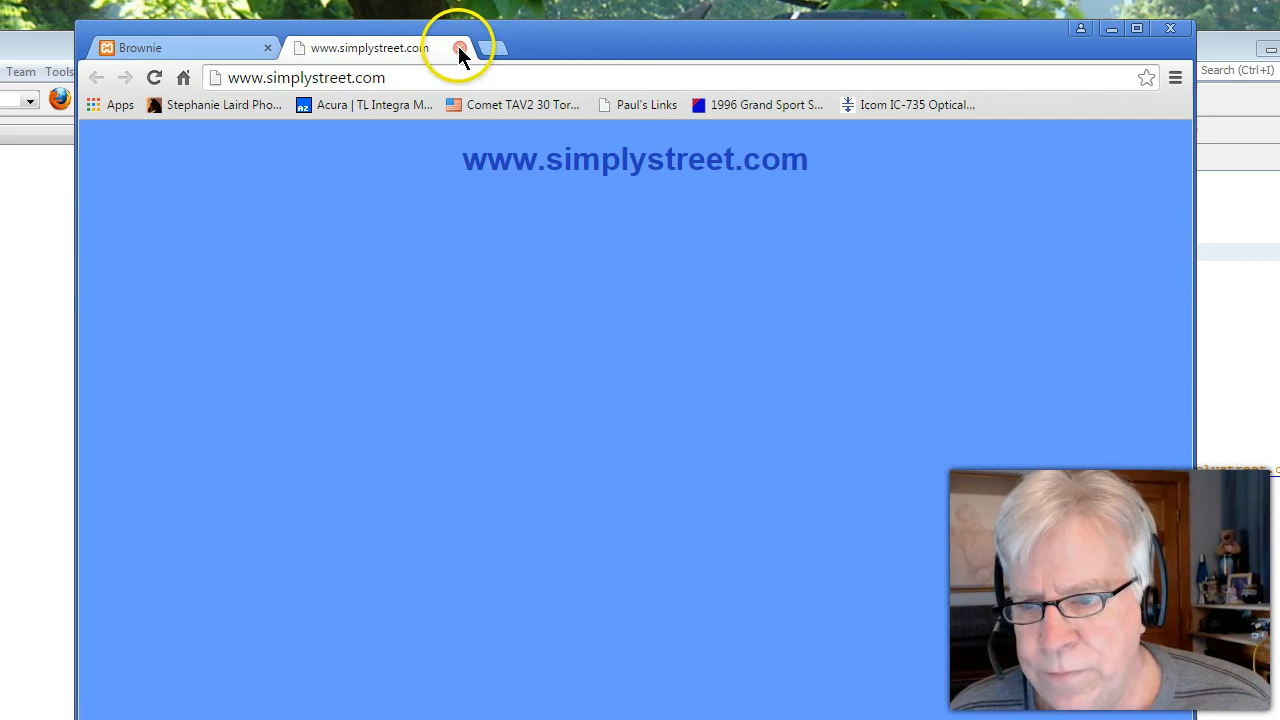 Brownie
www.simplystreet.com
Team Tools
www.simplystreet.com
Search (Ctrl+I)
Apps
Stephanie Laird Pho...
Acura | TL Integra M...
Comet TAV2 30 Tor...
Paul's Links
1996 Grand Sport S...
Icom IC-735 Optical...
www.simplystreet.com